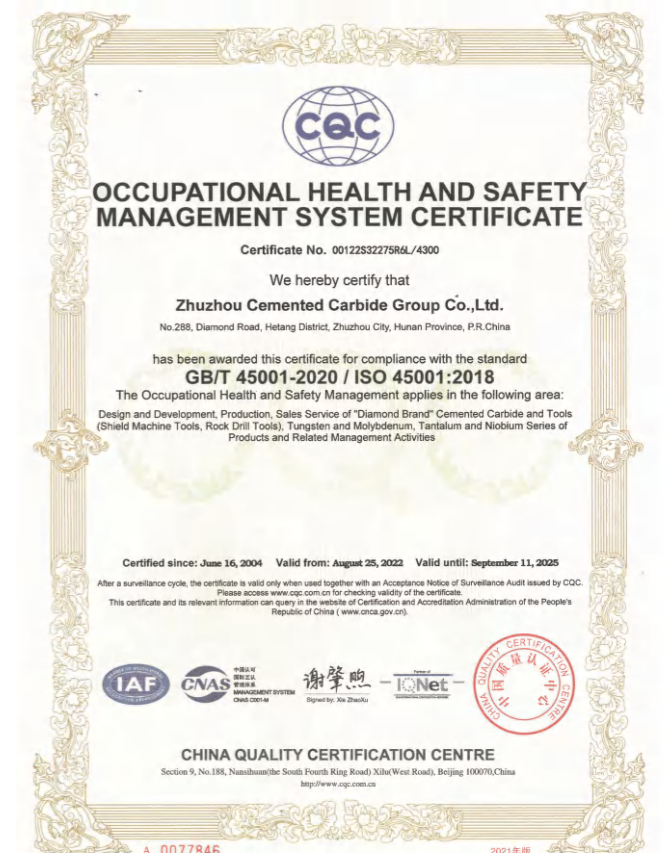 CQC
OCCUPATIONAL HEALTH AND SAFETY
MANAGEMENT SYSTEM CERTIFICATE
Certificate No. 00122S32275R6L/4300
We hereby certify that
Zhuzhou Cemented Carbide Group Co.,Ltd.
No.288, Diamond Road, Hetang District, Zhuzhou City, Hunan Province, P.R.China
has been awarded this certificate for compliance with the standard
GB/T 45001-2020 / ISO 45001:2018
The Occupational Health and Safety Management applies in the following area:
Design and Development, Production, Sales Service of "Diamond Brand" Cemented Carbide and Tools
(Shield Machine Tools, Rock Drill Tools), Tungsten and Molybdenum, Tantalum and Niobium Series of
Products and Related Management Activities
Certified since: June 16, 2004 Valid from: August 25, 2022 Valid until: September 11, 2025
After a surveillance cycle, the certificate is valid only when used together with an Acceptance Notice of Surveillance Audit issued by CQC.
Please access www.cqc.com.cn for checking validity of the certificate.
This certificate and its relevant information can query in the website of Certification and Accreditation Administration of the People's
Republic of China ( www.cnca.gov.cn).
IAF
CNAS
中国认可
国际互认
管理体系
MANAGEMENT SYSTEM
CNAS C001-M
谢肇煦
Signed by: Xie ZhaoXu
Partner of
IQNet
CHINA QUALITY CERTIFICATION CENTRE
中国质量认证中心
CHINA QUALITY CERTIFICATION CENTRE
Section 9, No.188, Nansihuan(the South Fourth Ring Road) Xilu(West Road), Beijing 100070,China
http://www.cqc.com.cn
A 0077846
2021年版